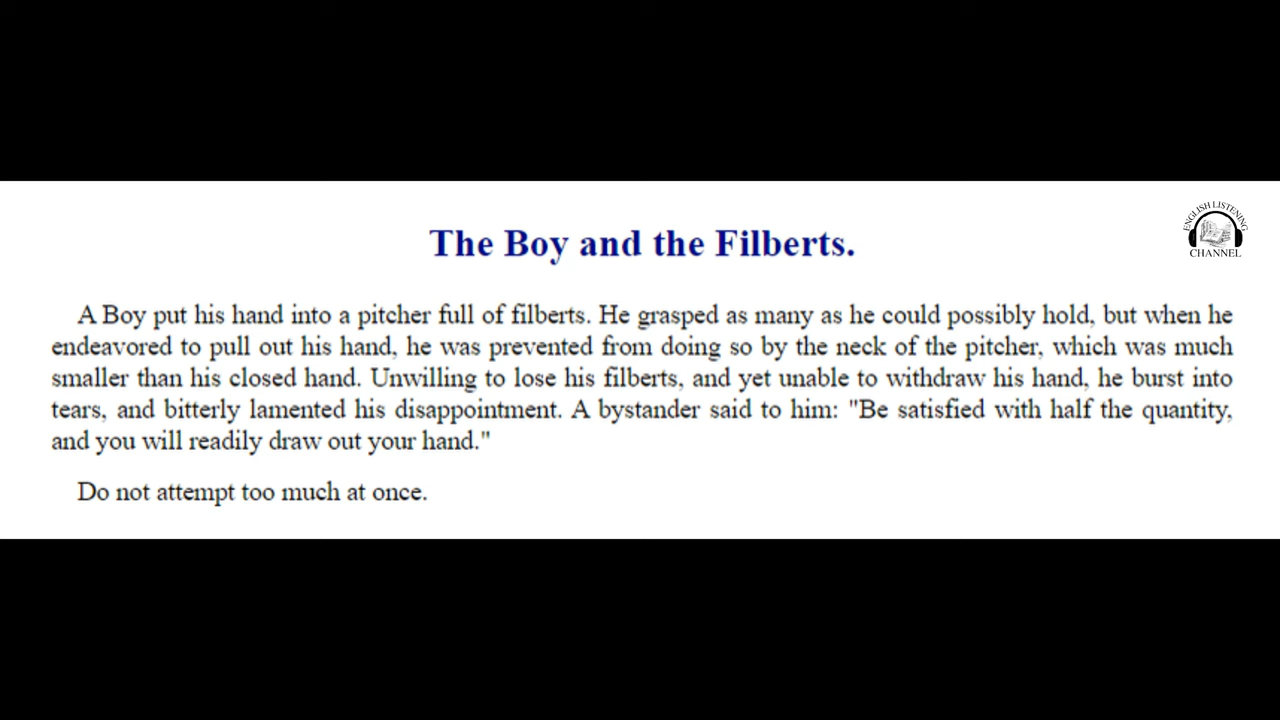 ENGLISH LISTENING
CHANNEL
The Boy and the Filberts.
A Boy put his hand into a pitcher full of filberts. He grasped as many as he could possibly hold, but when he
endeavored to pull out his hand, he was prevented from doing so by the neck of the pitcher, which was much
smaller than his closed hand. Unwilling to lose his filberts, and yet unable to withdraw his hand, he burst into
tears, and bitterly lamented his disappointment. A bystander said to him: "Be satisfied with half the quantity,
and you will readily draw out your hand."
Do not attempt too much at once.